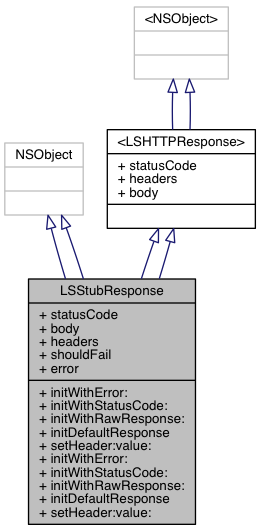 <NSObject>
NSObject
<LSHTTPResponse>
+ statusCode
+ headers
+ body
LSStubResponse
+ statusCode
+ body
+ headers
+ shouldFail
+ error
+ initWithError:
+ initWithStatusCode:
+ initWithRawResponse:
+ initDefaultResponse
+ setHeader:value:
+ initWithError:
+ initWithStatusCode:
+ initWithRawResponse:
+ initDefaultResponse
+ setHeader:value: